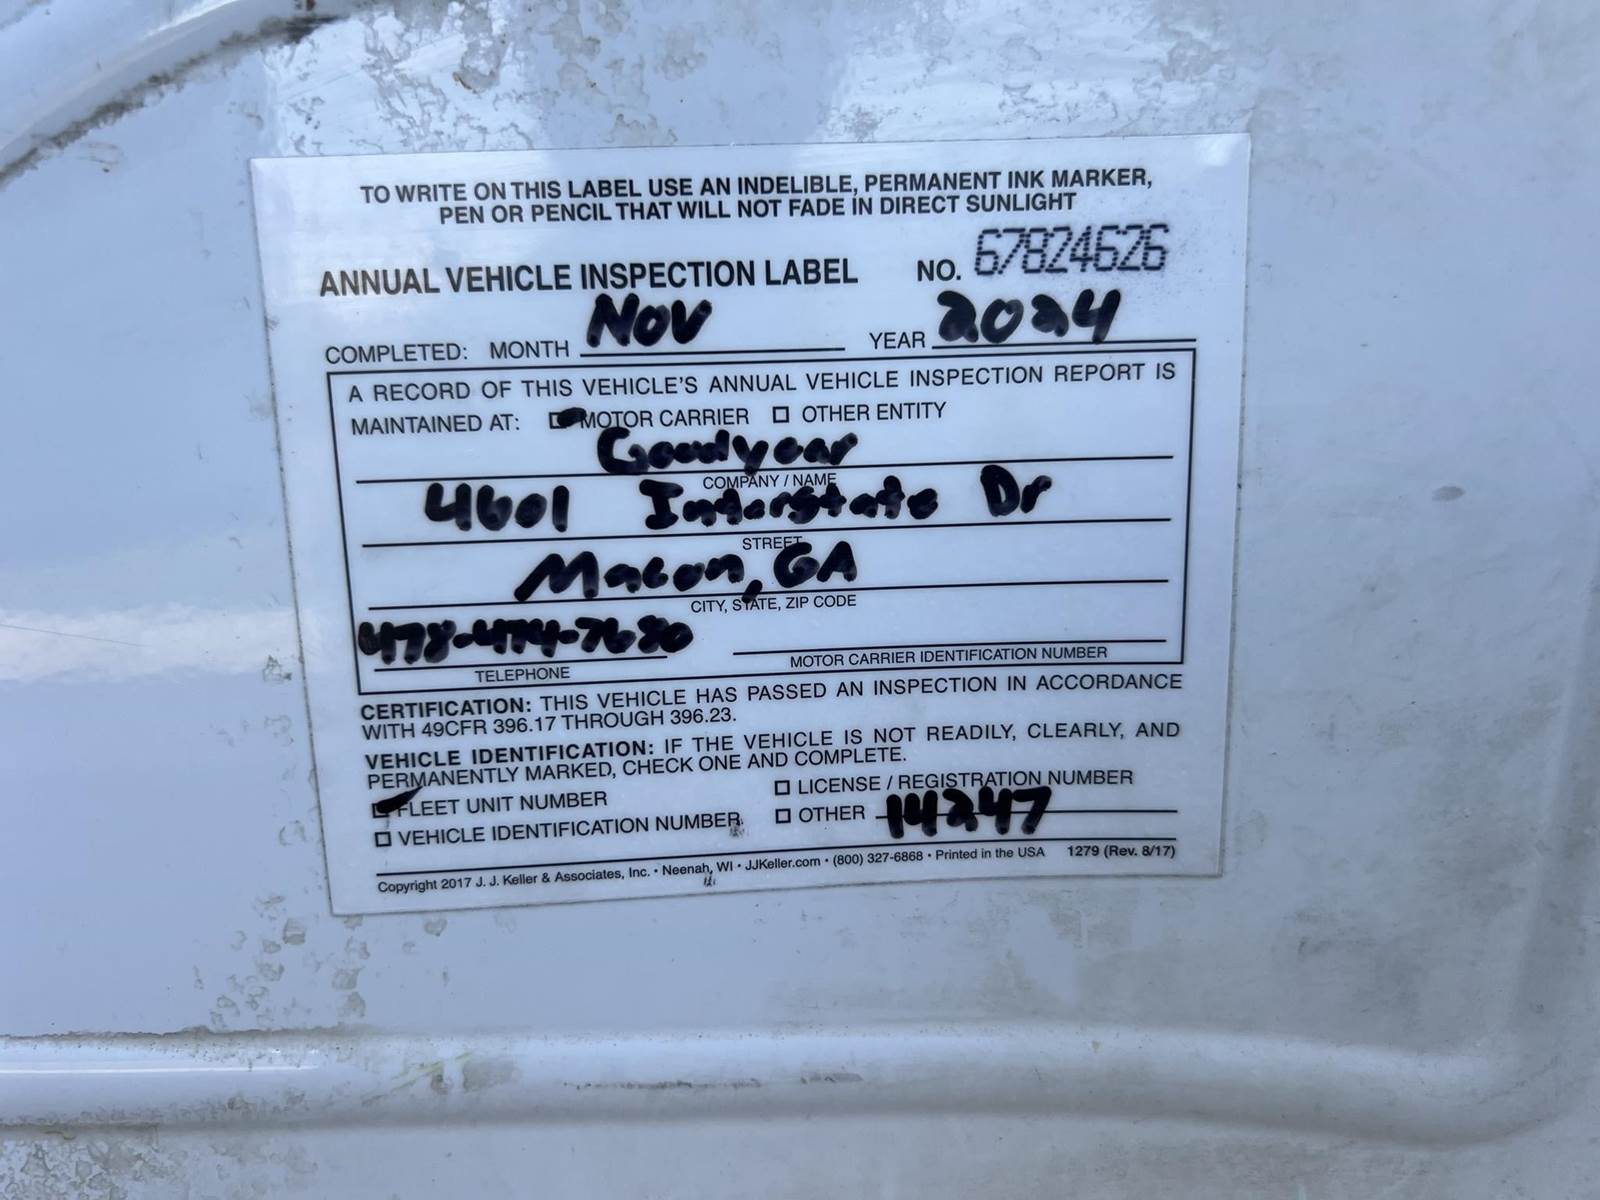 TO WRITE ON THIS LABEL USE AN INDELIBLE, PERMANENT INK MARKER,
PEN OR PENCIL THAT WILL NOT FADE IN DIRECT SUNLIGHT
ANNUAL VEHICLE INSPECTION LABEL NO. 67824626
COMPLETED: MONTH Nov YEAR 2024
A RECORD OF THIS VEHICLE'S ANNUAL VEHICLE INSPECTION REPORT IS
MAINTAINED AT: MOTOR CARRIER OTHER ENTITY
Goodyear
COMPANY / NAME
4601 Interstate Dr
STREET
Macon, GA
CITY, STATE, ZIP CODE
478-474-7680
TELEPHONE MOTOR CARRIER IDENTIFICATION NUMBER
CERTIFICATION: THIS VEHICLE HAS PASSED AN INSPECTION IN ACCORDANCE
WITH 49CFR 396.17 THROUGH 396.23.
VEHICLE IDENTIFICATION: IF THE VEHICLE IS NOT READILY, CLEARLY, AND
PERMANENTLY MARKED, CHECK ONE AND COMPLETE.
FLEET UNIT NUMBER LICENSE / REGISTRATION NUMBER
VEHICLE IDENTIFICATION NUMBER OTHER 14247
Copyright 2017 J. J. Keller & Associates, Inc. • Neenah, WI • JJKeller.com • (800) 327-6868 • Printed in the USA 1279 (Rev. 8/17)